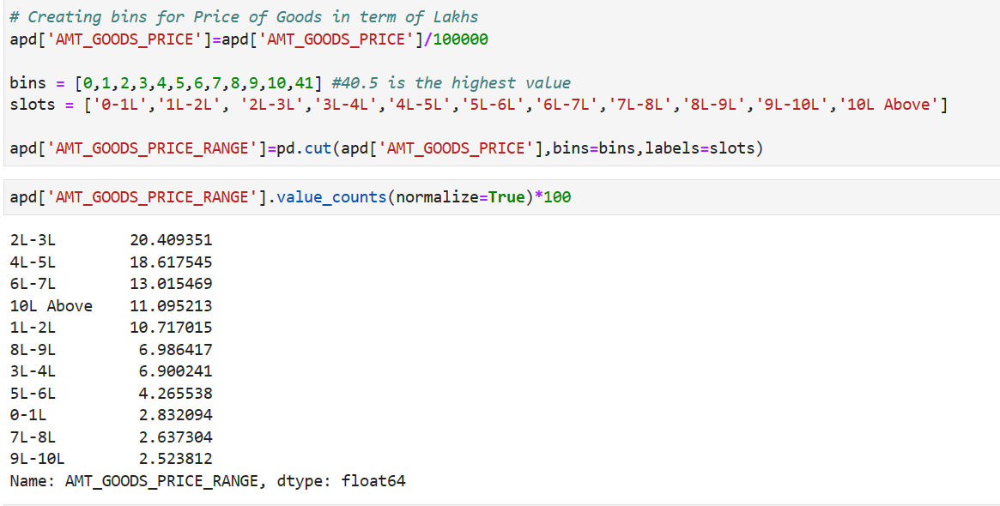 # Creating bins for Price of Goods in term of Lakhs
apd['AMT_GOODS_PRICE']=apd['AMT_GOODS_PRICE']/100000
bins = [0,1,2,3,4,5,6,7,8,9,10,41] #40.5 is the highest value
slots = ['0-1L','1L-2L', '2L-3L','3L-4L','4L-5L','5L-6L','6L-7L','7L-8L','8L-9L','9L-10L','10L Above']
apd['AMT_GOODS_PRICE_RANGE']=pd.cut(apd['AMT_GOODS_PRICE'],bins=bins,labels=slots)
apd['AMT_GOODS_PRICE_RANGE'].value_counts(normalize=True)*100
2L-3L        20.409351
4L-5L        18.617545
6L-7L        13.015469
10L Above    11.095213
1L-2L        10.717015
8L-9L         6.986417
3L-4L         6.900241
5L-6L         4.265538
0-1L          2.832094
7L-8L         2.637304
9L-10L        2.523812
Name: AMT_GOODS_PRICE_RANGE, dtype: float64